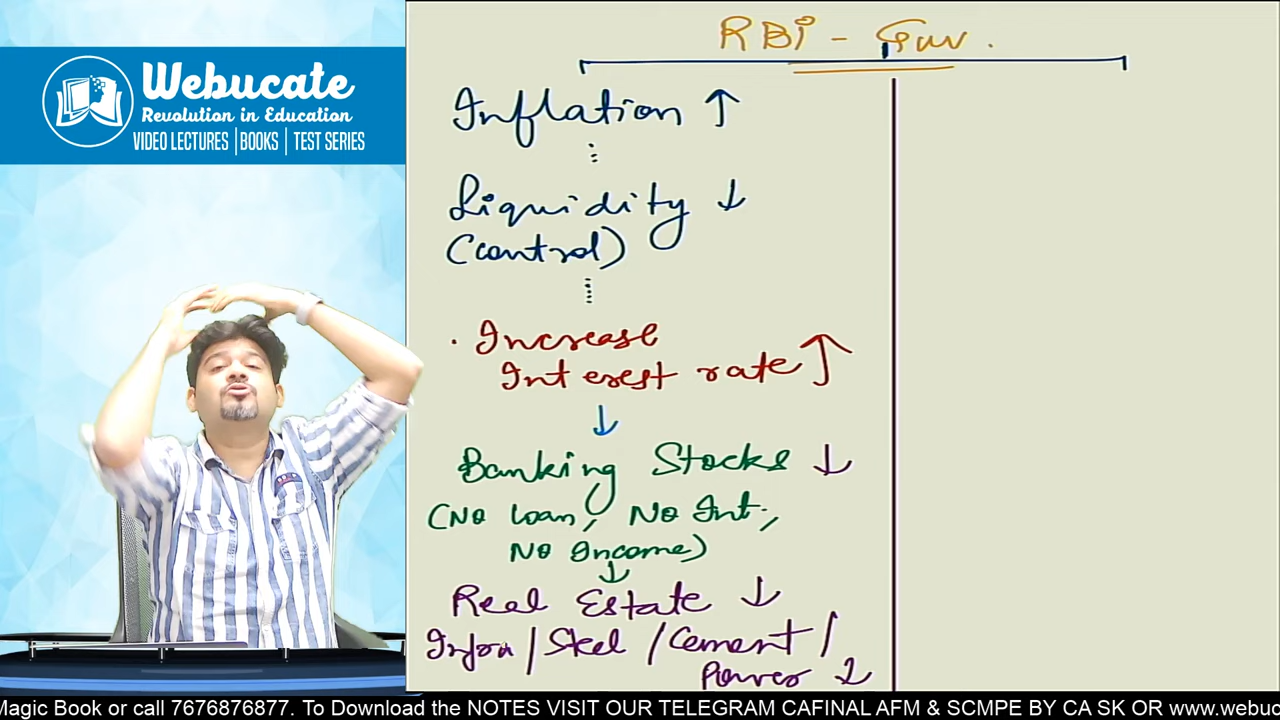 Webucate
Revolution in Education
VIDEO LECTURES | BOOKS | TEST SERIES
RBI - Guv.
Inflation ↑
Liquidity ↓
(control)
. Increase
Interest rate ↑
↓
Banking Stocks ↓
(No loan, No Int.,
No Income)
↓
Real Estate ↓
Infra / Steel / Cement /
Power ↓
Magic Book or call 7676876877. To Download the NOTES VISIT OUR TELEGRAM CAFINAL AFM & SCMPE BY CA SK OR www.webuc